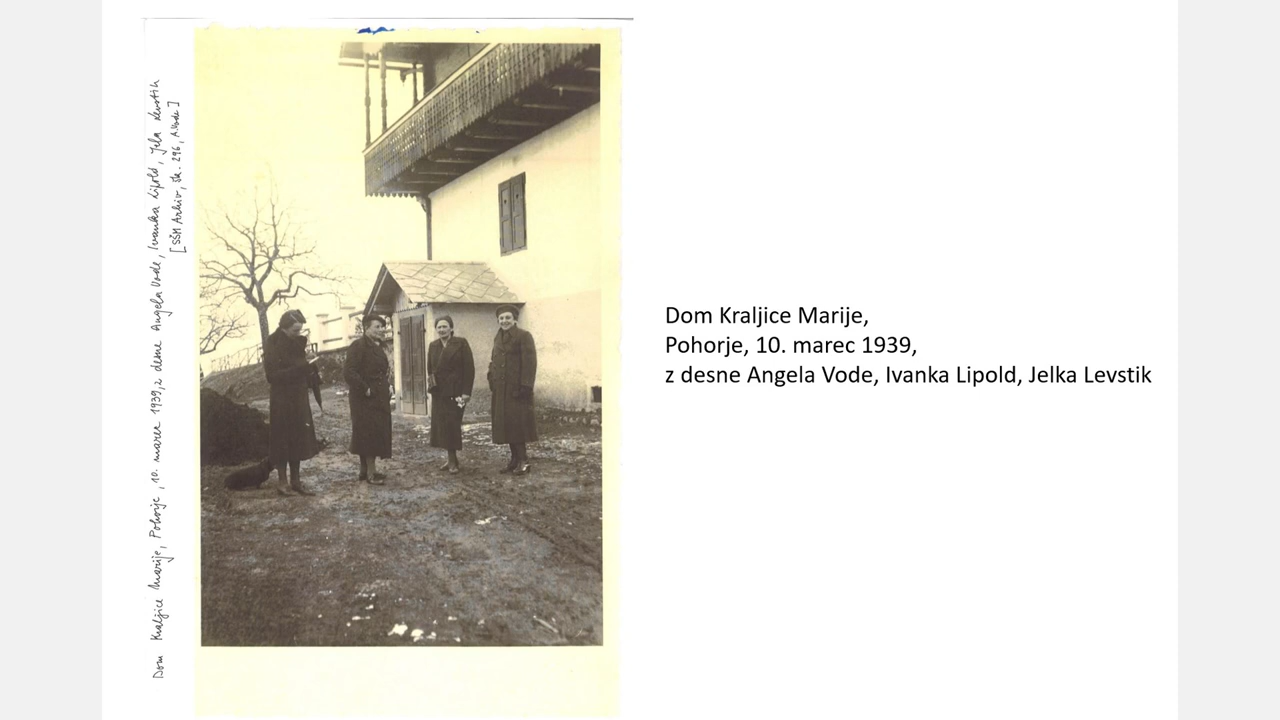 Dom Kraljice Marije, Pohorje, 10. marec 1939, z desne Angela Vode, Ivanka Lipold, Jela Levstik
[SŠM Arhiv, šk. 296, A. Vode]
Dom Kraljice Marije,
Pohorje, 10. marec 1939,
z desne Angela Vode, Ivanka Lipold, Jelka Levstik